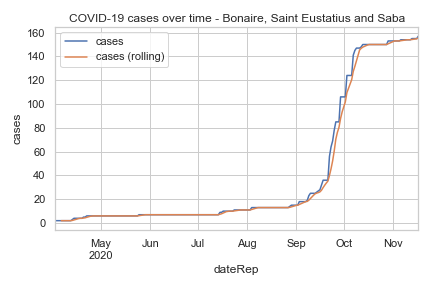 COVID-19 cases over time - Bonaire, Saint Eustatius and Saba
cases
cases (rolling)
160
140
120
100
80
60
40
20
0
cases
May
2020
Jun
Jul
Aug
Sep
Oct
Nov
dateRep